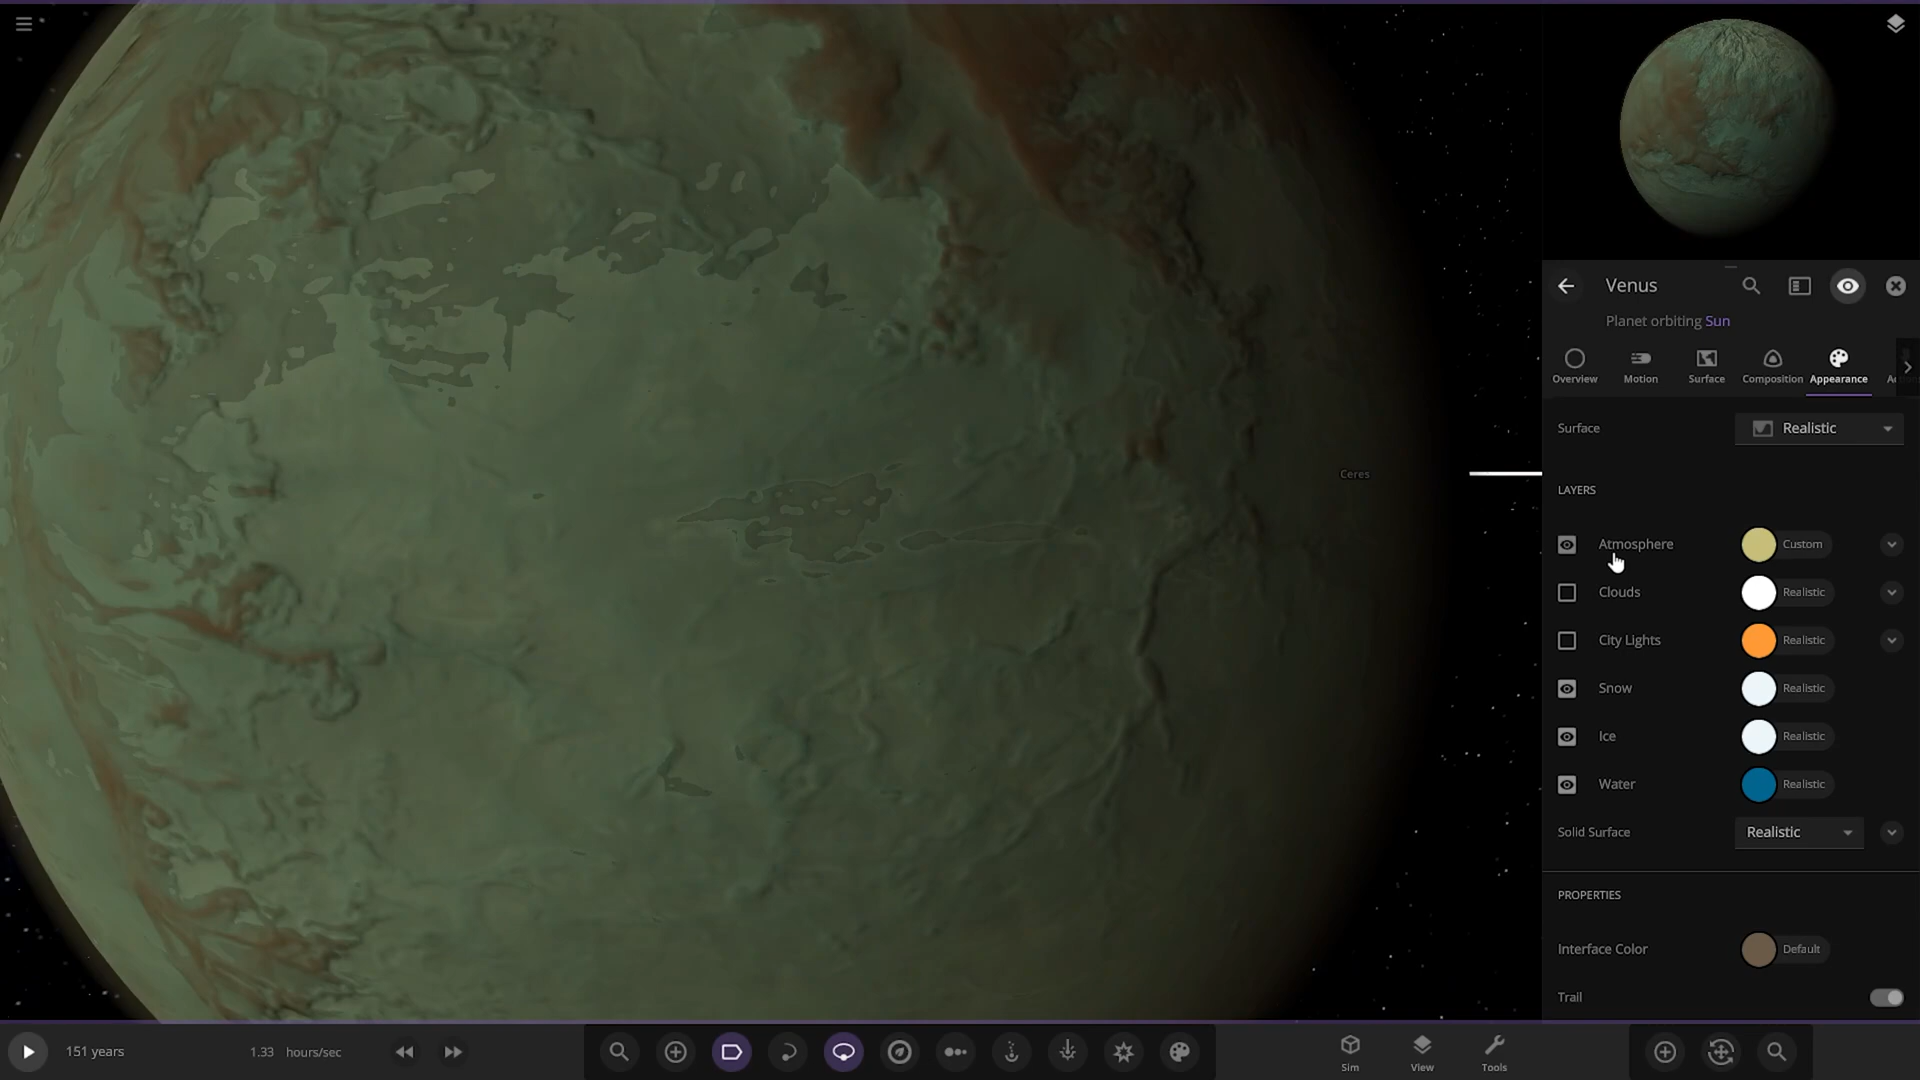 Venus
Planet orbiting Sun
Overview
Motion
Surface
Composition
Appearance
Surface
Realistic
LAYERS
Ceres
Atmosphere
Custom
Clouds
Realistic
City Lights
Realistic
Snow
Realistic
Ice
Realistic
Water
Realistic
Solid Surface
Realistic
PROPERTIES
Interface Color
Default
Trail
151 years
1.33 hours/sec
Sim
View
Tools